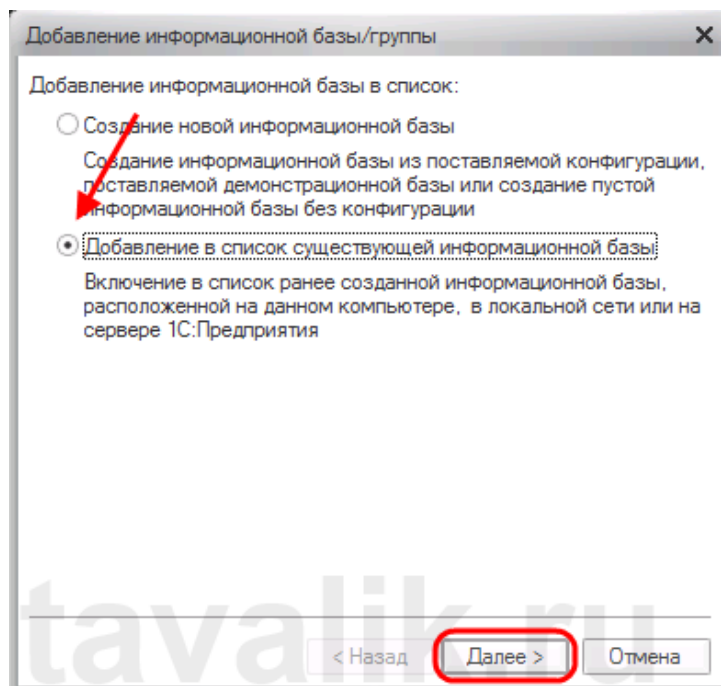 Добавление информационной базы/группы
Добавление информационной базы в список:
Создание новой информационной базы
Создание информационной базы из поставляемой конфигурации,
поставляемой демонстрационной базы или создание пустой
информационной базы без конфигурации
Добавление в список существующей информационной базы
Включение в список ранее созданной информационной базы,
расположенной на данном компьютере, в локальной сети или на
сервере 1С:Предприятия
tavalik.ru
< Назад Далее > Отмена